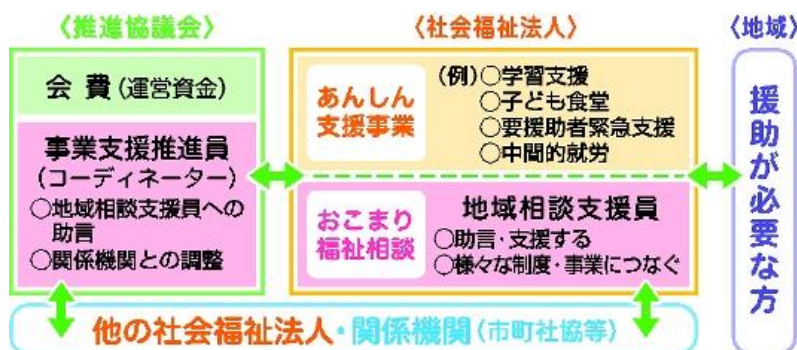 〈推進協議会〉
会 費(運営資金)
事業支援推進員
(コーディネーター)
○地域相談支援員への
助言
○関係機関との調整
〈社会福祉法人〉
あんしん
支援事業
(例)○学習支援
○子ども食堂
○要援助者緊急支援
○中間的就労
おこまり
福祉相談
地域相談支援員
○助言・支援する
○様々な制度・事業につなぐ
〈地域〉
援助が必要な方
他の社会福祉法人・関係機関(市町社協等)